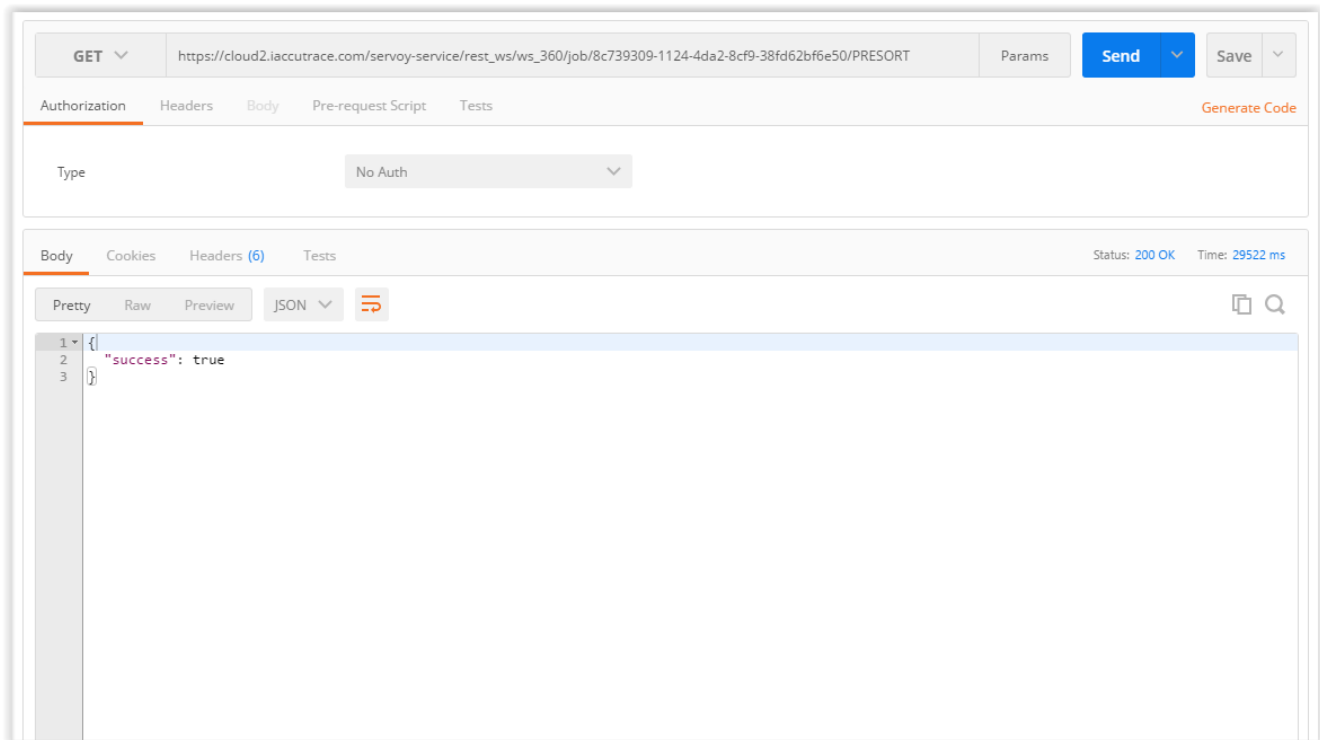 GET https://cloud2.iaccutrace.com/servoy-service/rest_ws/ws_360/job/8c739309-1124-4da2-8cf9-38fd62bf6e50/PRESORT Params Send Save
Authorization Headers Body Pre-request Script Tests Generate Code
Type No Auth
Body Cookies Headers (6) Tests Status: 200 OK Time: 29522 ms
Pretty Raw Preview JSON
1 {
2 "success": true
3 }